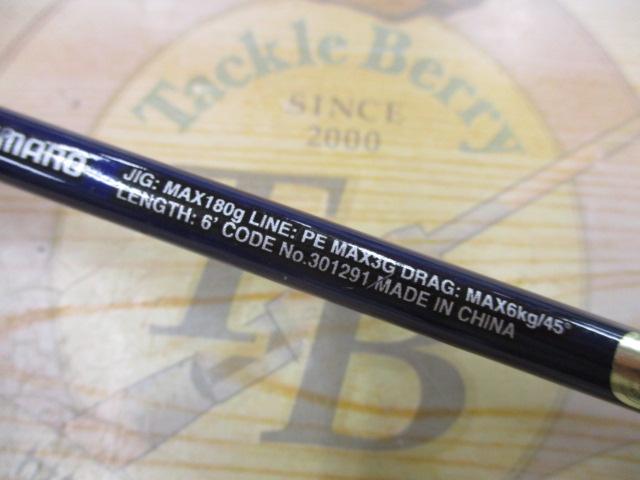 Tackle Berry
SINCE
2000
TB
JIG: MAX180g LINE: PE MAX3G DRAG: MAX6kg/45°
LENGTH: 6' CODE No.301291 MADE IN CHINA